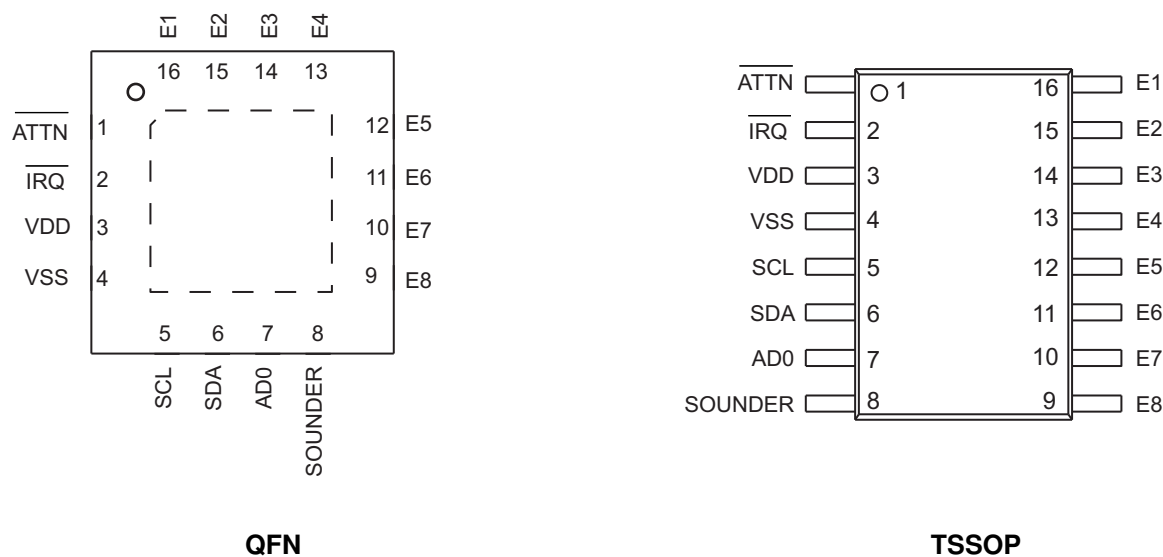 E1 E2 E3 E4
16 15 14 13
ATTN 1 12 E5
IRQ 2 11 E6
VDD 3 10 E7
VSS 4 9 E8
5 6 7 8
SCL SDA AD0 SOUNDER
QFN
ATTN 1 16 E1
IRQ 2 15 E2
VDD 3 14 E3
VSS 4 13 E4
SCL 5 12 E5
SDA 6 11 E6
AD0 7 10 E7
SOUNDER 8 9 E8
TSSOP